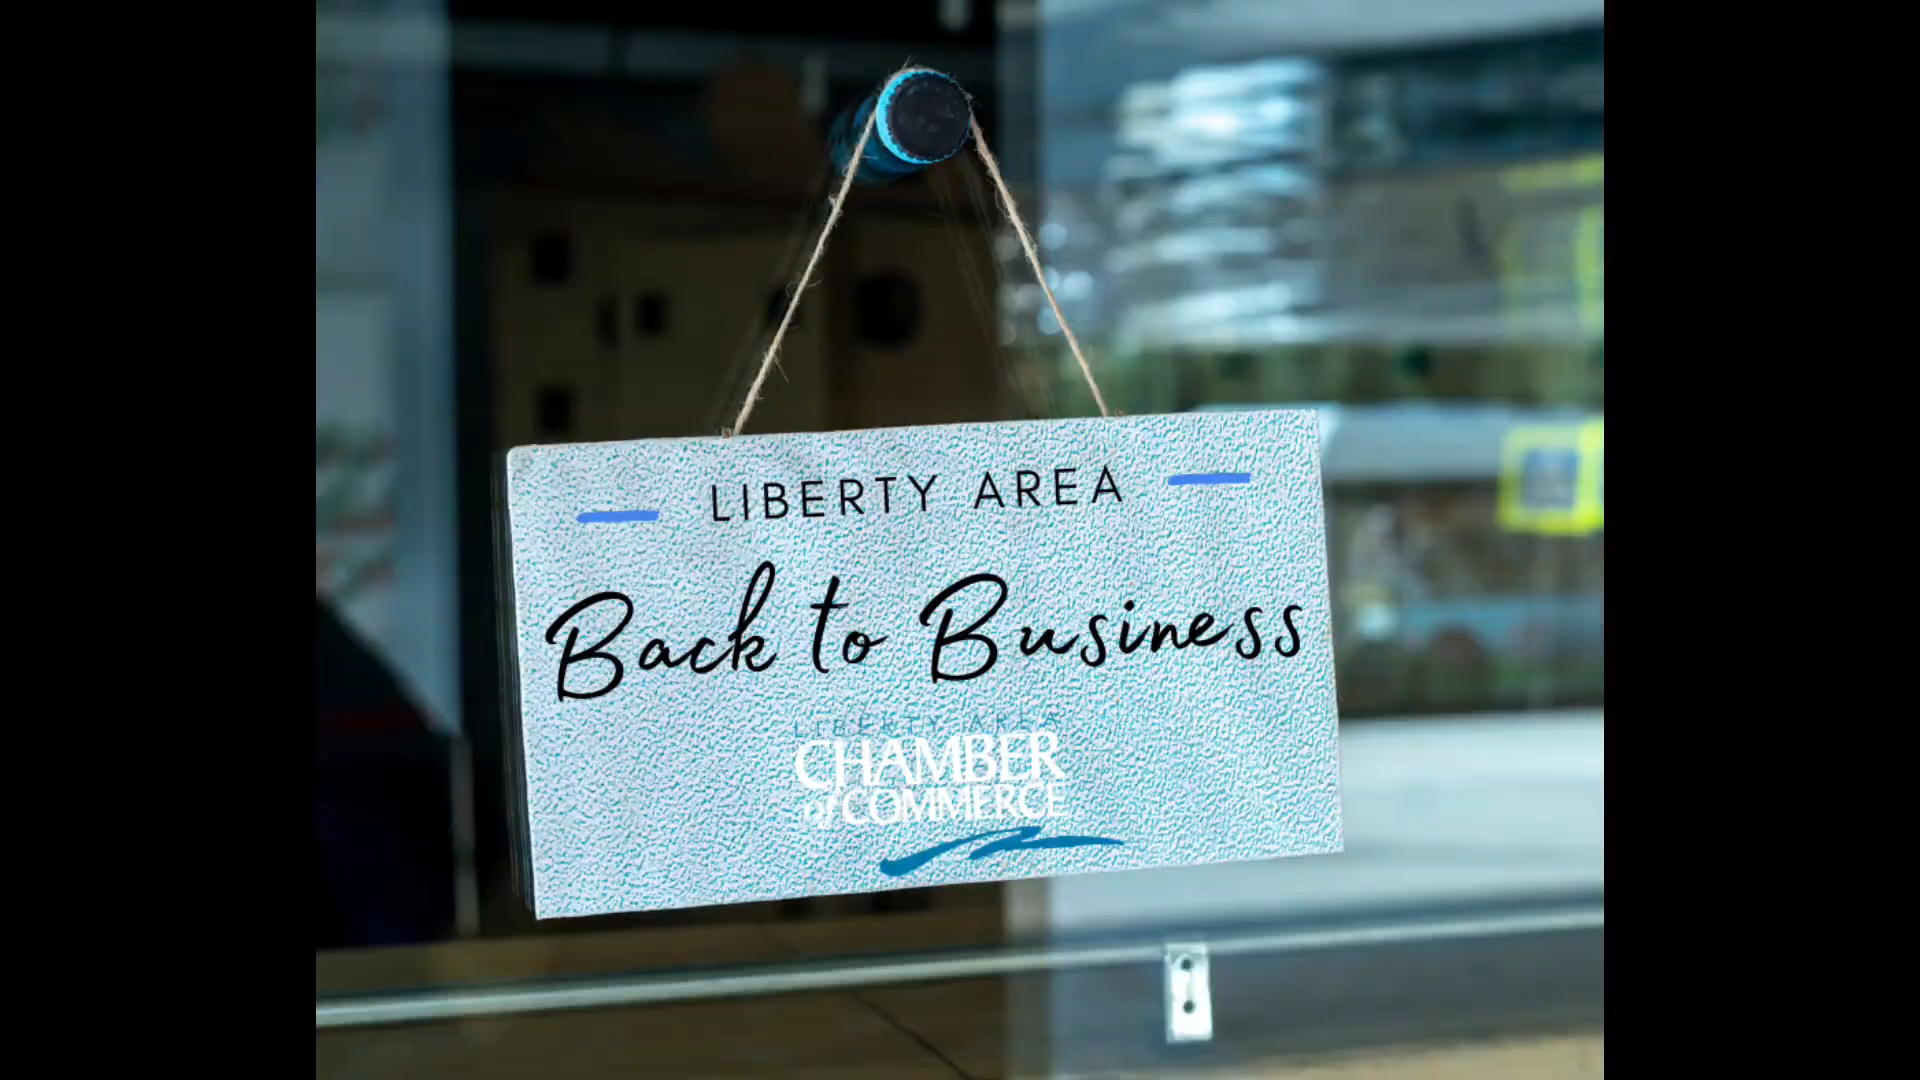 LIBERTY AREA
Back to Business
LIBERTY AREA
CHAMBER
of COMMERCE